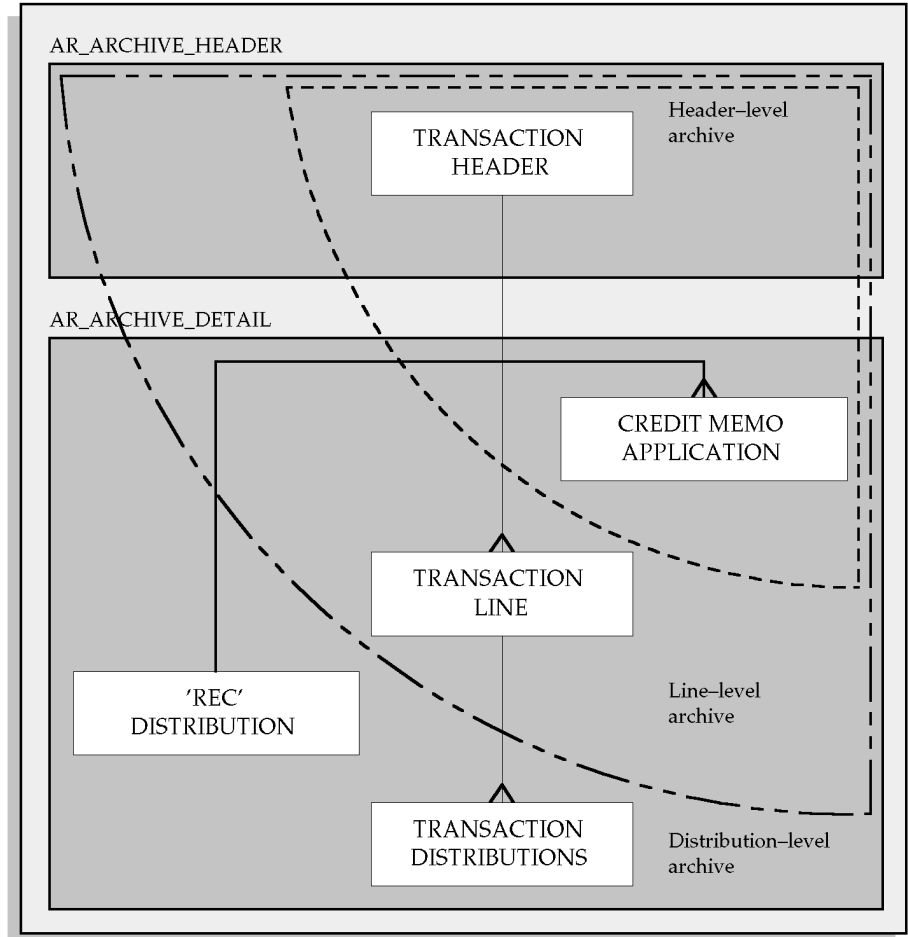 AR_ARCHIVE_HEADER
Header–level
archive
TRANSACTION
HEADER
AR_ARCHIVE_DETAIL
CREDIT MEMO
APPLICATION
TRANSACTION
LINE
'REC'
DISTRIBUTION
Line–level
archive
TRANSACTION
DISTRIBUTIONS
Distribution–level
archive